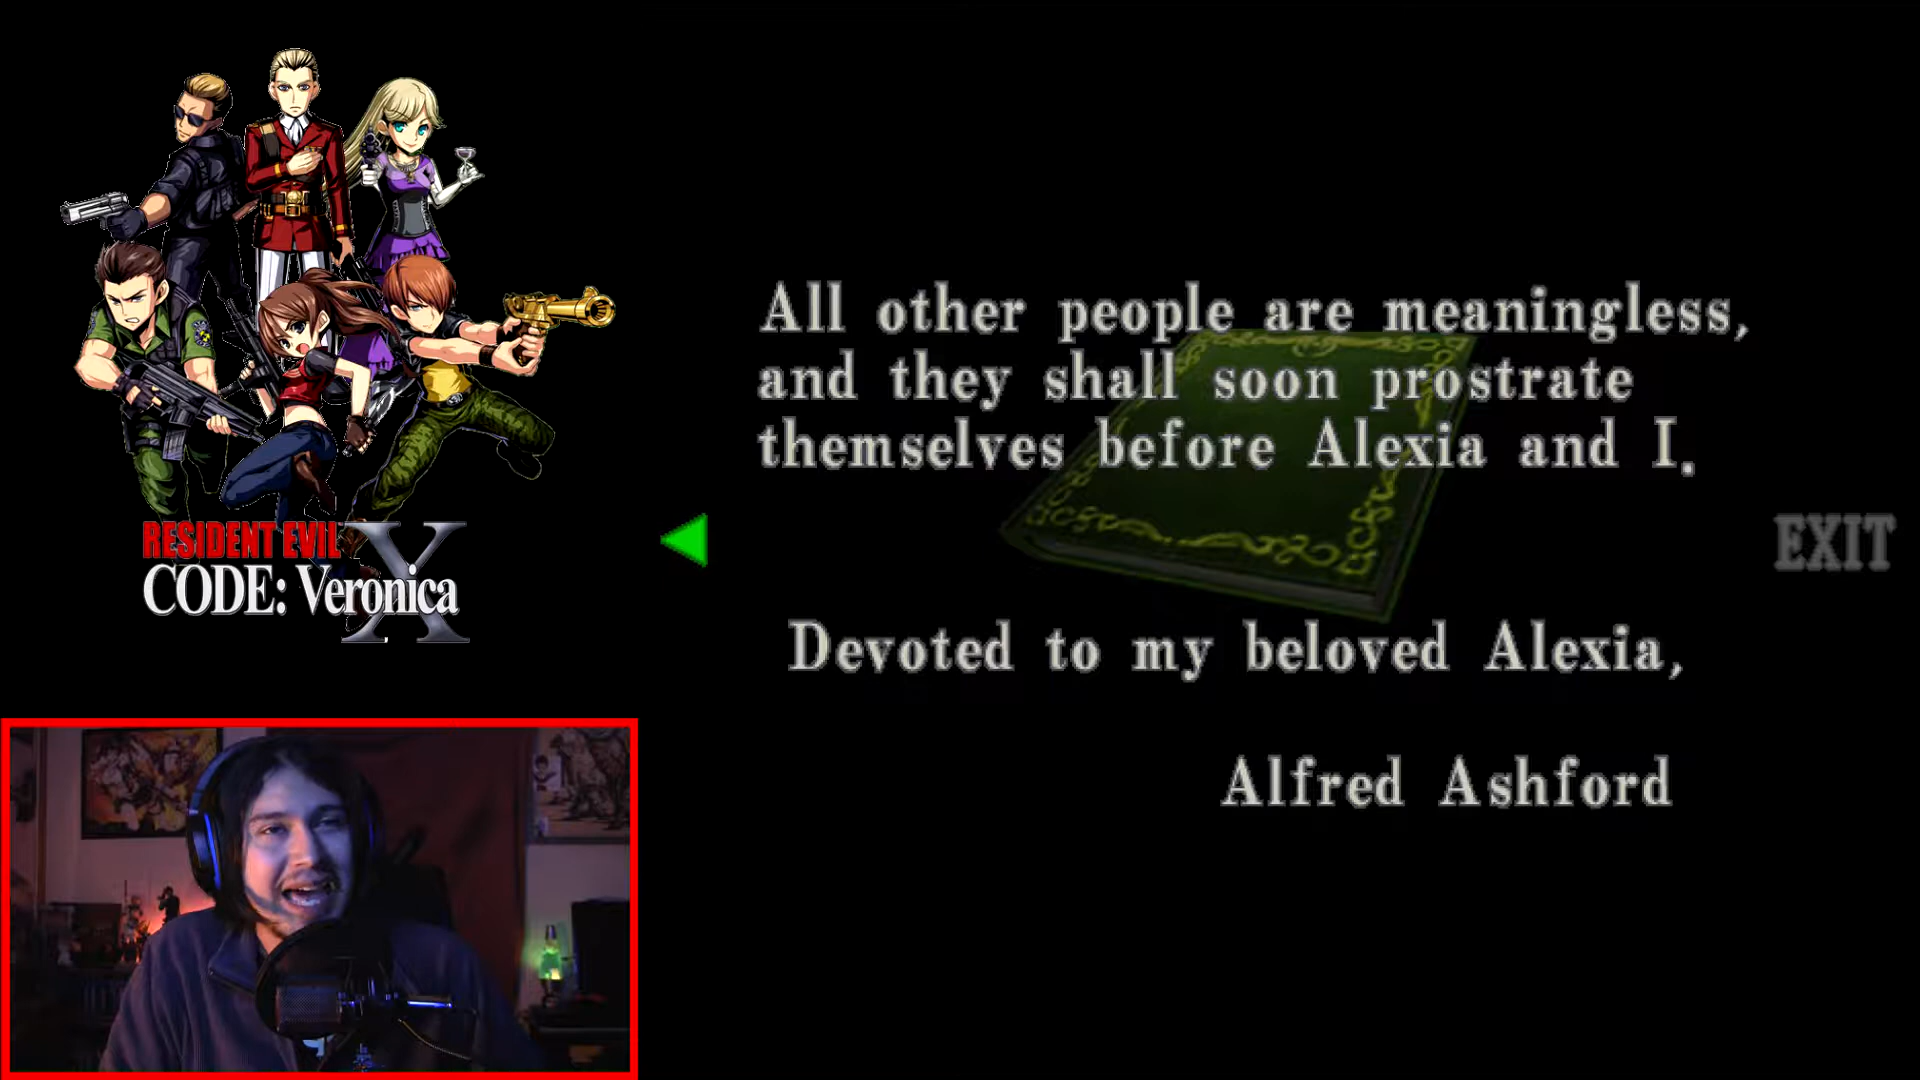 RESIDENT EVIL
CODE: Veronica
X
All other people are meaningless,
and they shall soon prostrate
themselves before Alexia and I.
EXIT
Devoted to my beloved Alexia,
Alfred Ashford